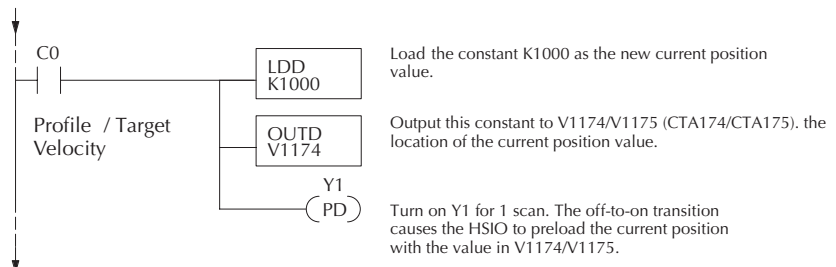 C0
LDD
K1000
Load the constant K1000 as the new current position
value.
Profile / Target
Velocity
OUTD
V1174
Output this constant to V1174/V1175 (CTA174/CTA175). the
location of the current position value.
Y1
PD
Turn on Y1 for 1 scan. The off-to-on transition
causes the HSIO to preload the current position
with the value in V1174/V1175.